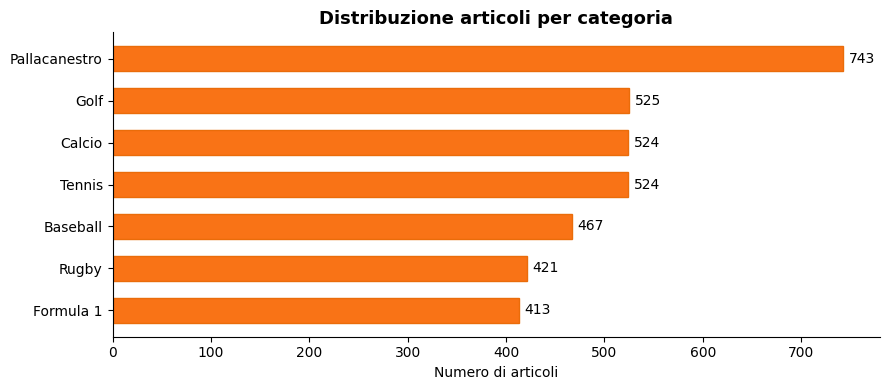 Distribuzione articoli per categoria
Pallacanestro 743
Golf 525
Calcio 524
Tennis 524
Baseball 467
Rugby 421
Formula 1 413
0 100 200 300 400 500 600 700
Numero di articoli